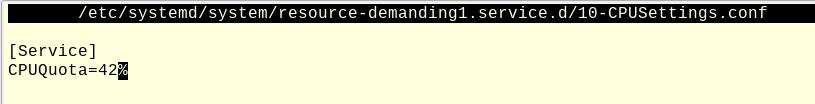 /etc/systemd/system/resource-demanding1.service.d/10-CPUSettings.conf
[Service]
CPUQuota=42%